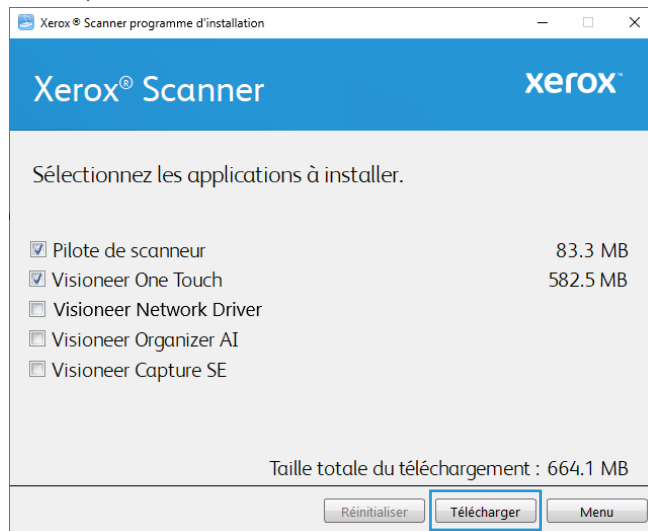 Xerox® Scanner programme d'installation
Xerox® Scanner
xerox™
Sélectionnez les applications à installer.
Pilote de scanneur 83.3 MB
Visioneer One Touch 582.5 MB
Visioneer Network Driver
Visioneer Organizer AI
Visioneer Capture SE
Taille totale du téléchargement : 664.1 MB
Réinitialiser Télécharger Menu